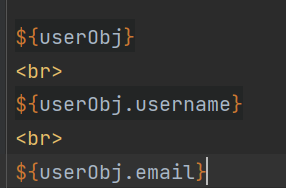 ${userObj}
<br>
${userObj.username}
<br>
${userObj.email}